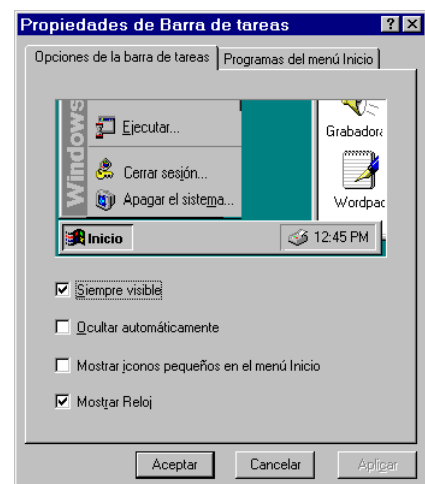 Propiedades de Barra de tareas
Opciones de la barra de tareas Programas del menú Inicio
Windows
Ejecutar...
Grabadora
Cerrar sesión...
Apagar el sistema...
Wordpad
Inicio 12:45 PM
Siempre visible
Ocultar automáticamente
Mostrar iconos pequeños en el menú Inicio
Mostrar Reloj
Aceptar Cancelar Aplicar